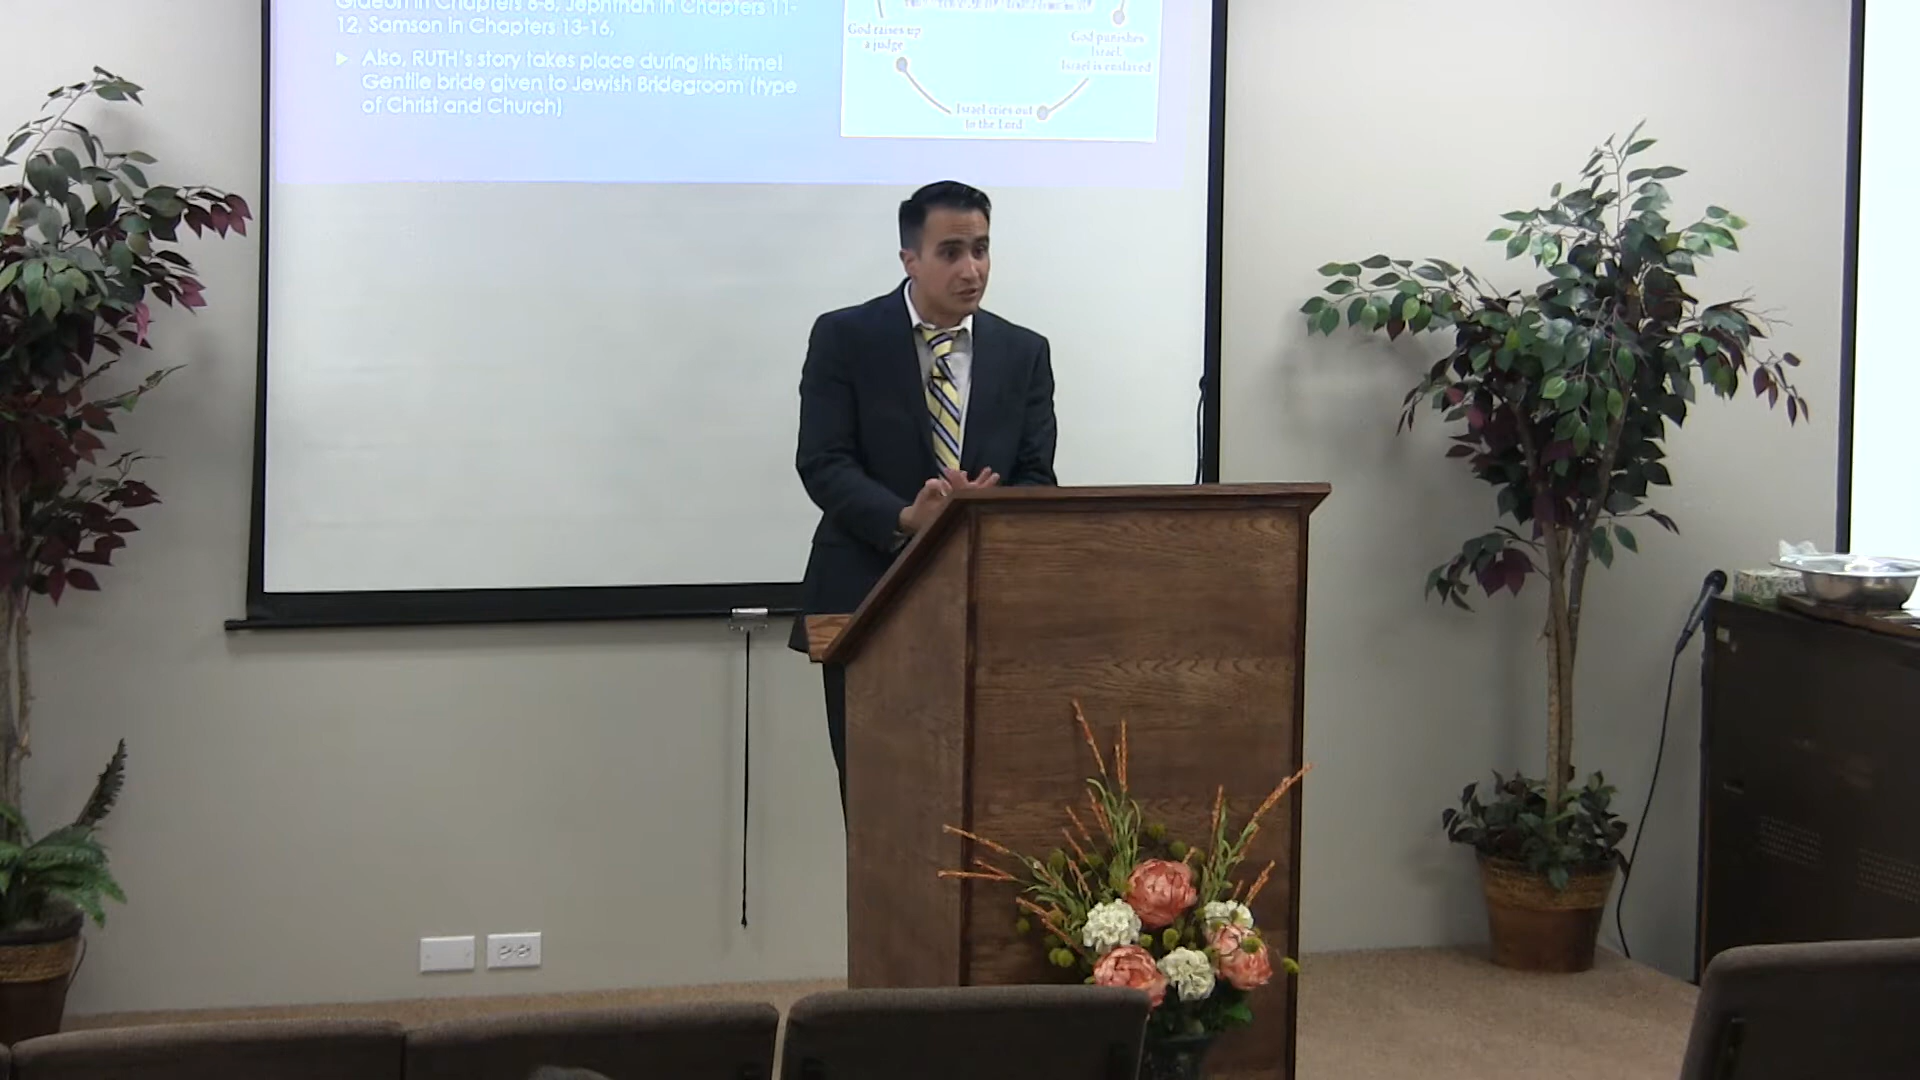 Gideon in Chapters 6-8, Jephthah in Chapters 11-
12, Samson in Chapters 13-16,
Also, RUTH's story takes place during this time!
Gentile bride given to Jewish Bridegroom (type
of Christ and Church)
God raises up
a judge
God punishes
Israel,
Israel is enslaved
Israel cries out
to the Lord